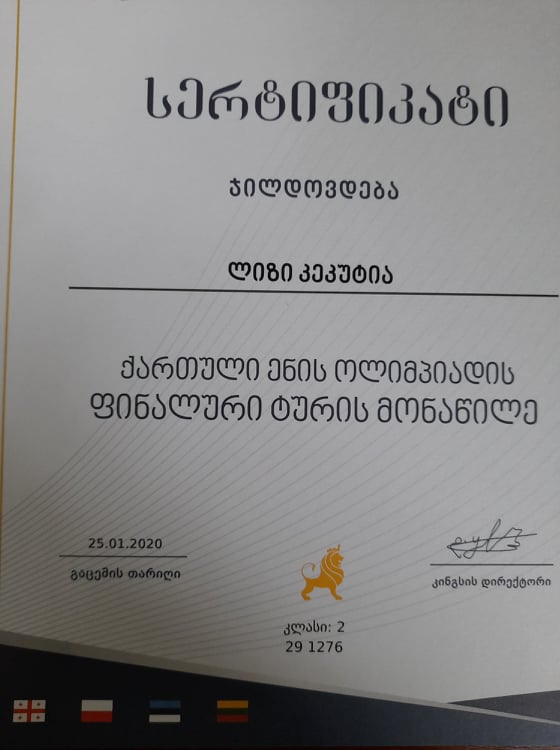 სერტიფიკატი
ჯილდოვდება
ლიზი კეკუტია
ქართული ენის ოლიმპიადის
ფინალური ტურის მონაწილე
25.01.2020
გაცემის თარიღი
კინგსის დირექტორი
კლასი: 2
29 1276